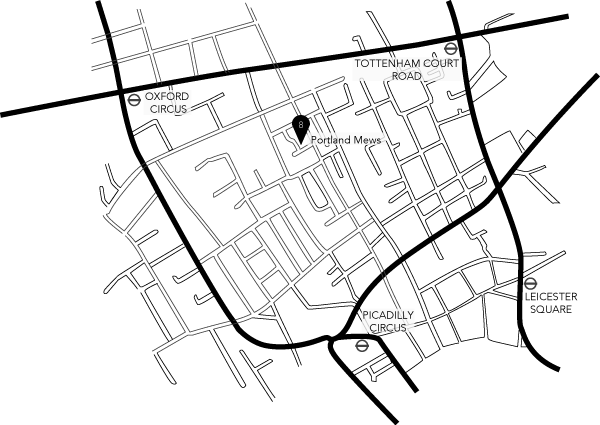 TOTTENHAM COURT
ROAD
OXFORD
CIRCUS
8
Portland Mews
LEICESTER
SQUARE
PICADILLY
CIRCUS